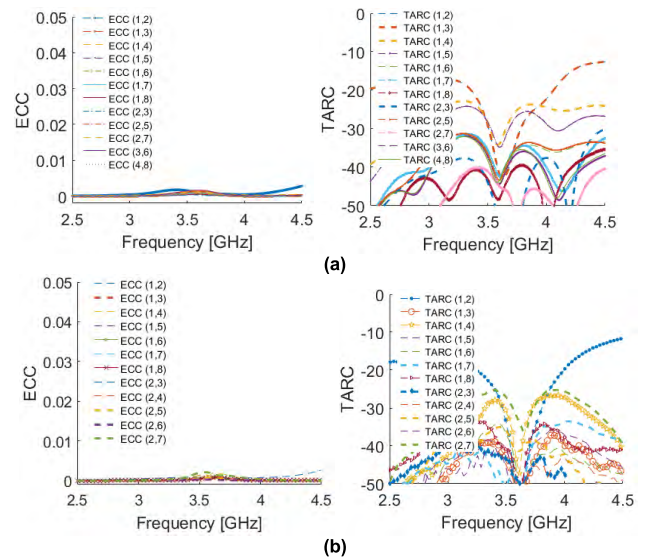 0.05
0.04
0.03
0.02
0.01
0
ECC
ECC (1,2)
ECC (1,3)
ECC (1,4)
ECC (1,5)
ECC (1,6)
ECC (1,7)
ECC (1,8)
ECC (2,3)
ECC (2,5)
ECC (2,7)
ECC (3,6)
ECC (4,8)
2.5 3 3.5 4 4.5
Frequency [GHz]
0
-10
-20
-30
-40
-50
TARC
TARC (1,2)
TARC (1,3)
TARC (1,4)
TARC (1,5)
TARC (1,6)
TARC (1,7)
TARC (1,8)
TARC (2,3)
TARC (2,5)
TARC (2,7)
TARC (3,6)
TARC (4,8)
2.5 3 3.5 4 4.5
Frequency [GHz]
(a)
0.05
0.04
0.03
0.02
0.01
0
ECC
ECC (1,2)
ECC (1,3)
ECC (1,4)
ECC (1,5)
ECC (1,6)
ECC (1,7)
ECC (1,8)
ECC (2,3)
ECC (2,4)
ECC (2,5)
ECC (2,6)
ECC (2,7)
2.5 3 3.5 4 4.5
Frequency [GHz]
0
-10
-20
-30
-40
-50
TARC
TARC (1,2)
TARC (1,3)
TARC (1,4)
TARC (1,5)
TARC (1,6)
TARC (1,7)
TARC (1,8)
TARC (2,3)
TARC (2,4)
TARC (2,5)
TARC (2,6)
TARC (2,7)
2.5 3 3.5 4 4.5
Frequency [GHz]
(b)